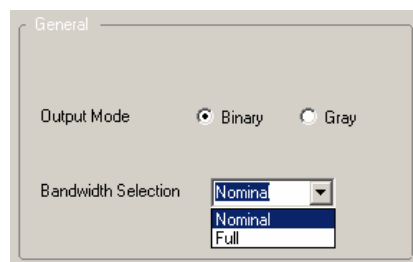 General
Output Mode Binary Gray
Bandwidth Selection Nominal
Nominal
Full